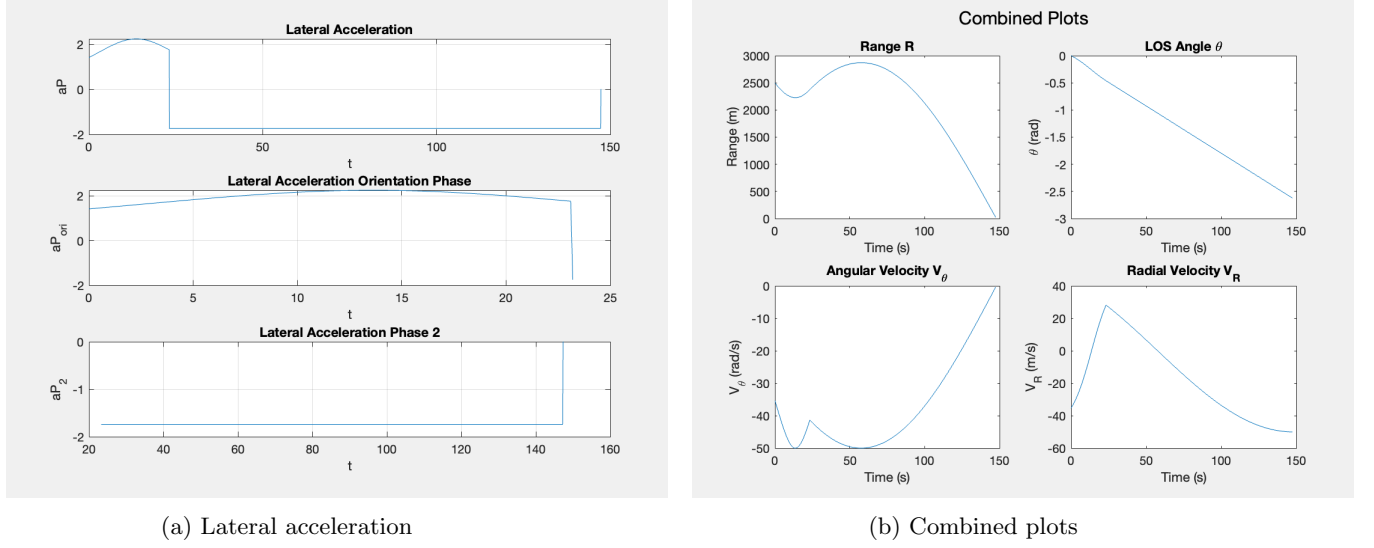 Lateral Acceleration
aP
2
0
-2
0
50
100
150
t
Lateral Acceleration Orientation Phase
aP_ori
2
0
-2
0
5
10
15
20
25
t
Lateral Acceleration Phase 2
aP_2
0
-1
-2
20
40
60
80
100
120
140
160
t
(a) Lateral acceleration
Combined Plots
Range R
Range (m)
3000
2500
2000
1500
1000
500
0
0
50
100
150
Time (s)
LOS Angle θ
θ (rad)
0
-0.5
-1
-1.5
-2
-2.5
-3
0
50
100
150
Time (s)
Angular Velocity V_θ
V_θ (rad/s)
0
-10
-20
-30
-40
-50
0
50
100
150
Time (s)
Radial Velocity V_R
V_R (m/s)
40
20
0
-20
-40
-60
0
50
100
150
Time (s)
(b) Combined plots